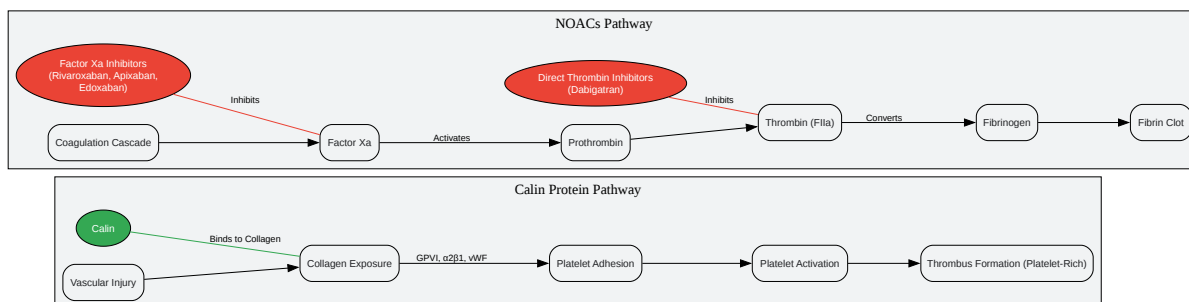 NOACs Pathway
Factor Xa Inhibitors
(Rivaroxaban, Apixaban,
Edoxaban)
Direct Thrombin Inhibitors
(Dabigatran)
Inhibits
Inhibits
Coagulation Cascade
Factor Xa
Activates
Prothrombin
Thrombin (FIIa)
Converts
Fibrinogen
Fibrin Clot
Calin Protein Pathway
Calin
Binds to Collagen
Vascular Injury
Collagen Exposure
GPVI, α2β1, vWF
Platelet Adhesion
Platelet Activation
Thrombus Formation (Platelet-Rich)